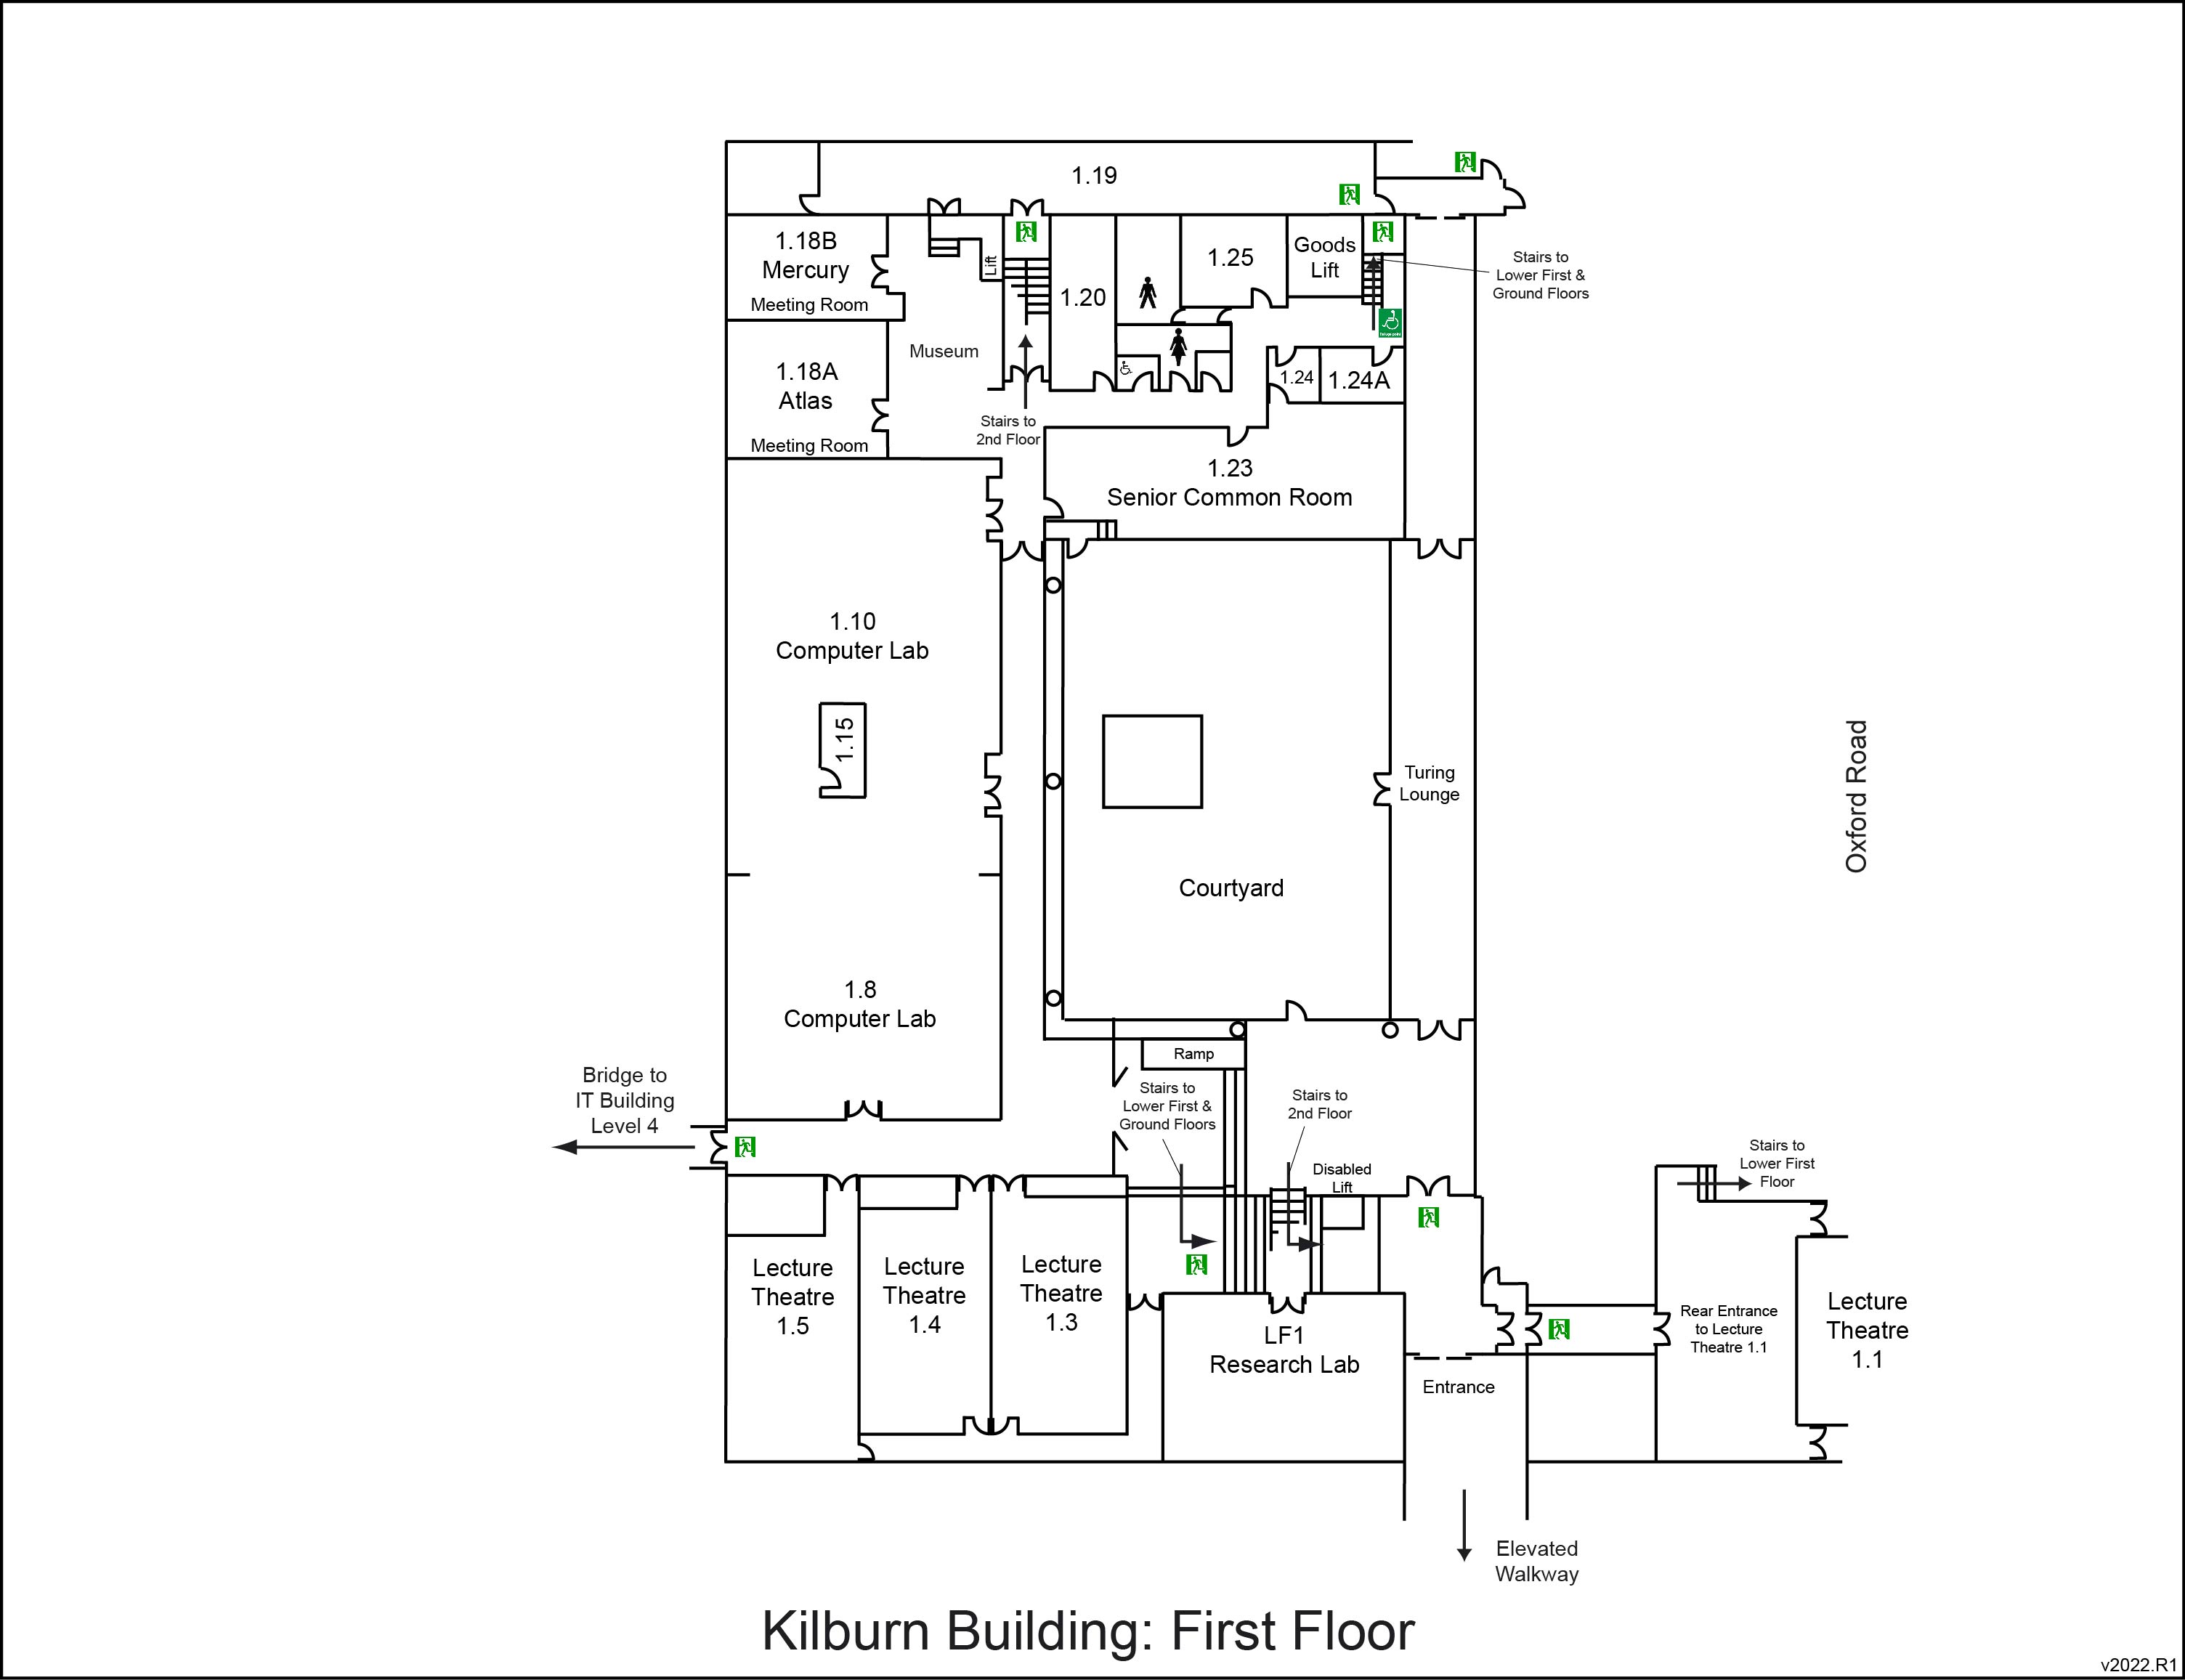 1.19
1.18B
Mercury
Meeting Room
Lift
1.20
1.25
Goods
Lift
Stairs to
Lower First &
Ground Floors
Museum
1.18A
Atlas
Meeting Room
1.24
1.24A
Stairs to
2nd Floor
1.23
Senior Common Room
1.10
Computer Lab
1.15
Turing
Lounge
Oxford Road
Courtyard
1.8
Computer Lab
Ramp
Bridge to
IT Building
Level 4
Stairs to
Lower First &
Ground Floors
Stairs to
2nd Floor
Disabled
Lift
Stairs to
Lower First
Floor
Lecture
Theatre
1.5
Lecture
Theatre
1.4
Lecture
Theatre
1.3
LF1
Research Lab
Entrance
Rear Entrance
to Lecture
Theatre 1.1
Lecture
Theatre
1.1
Elevated
Walkway
Kilburn Building: First Floor
v2022.R1